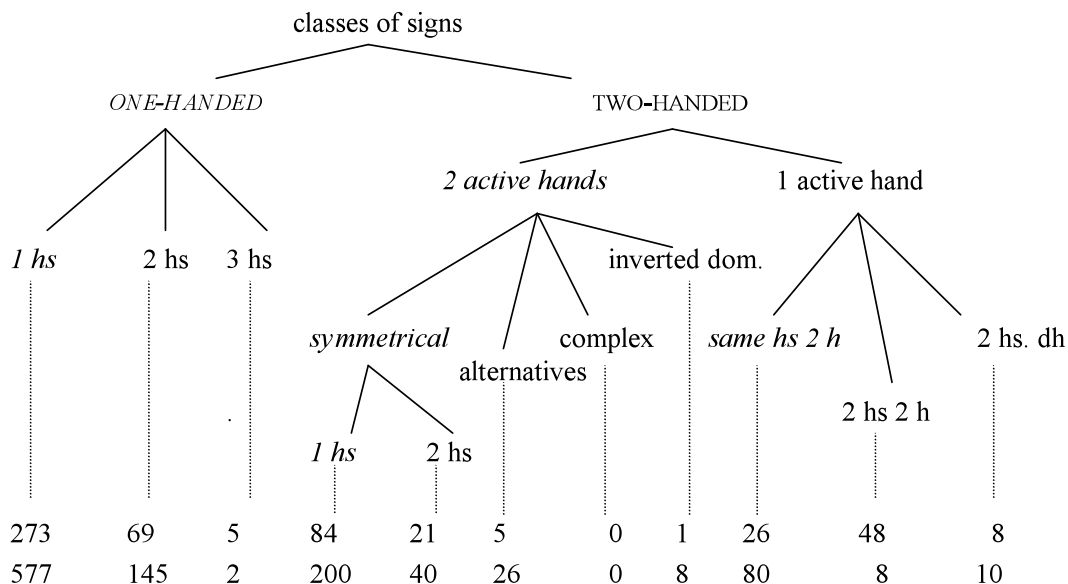 classes of signs
ONE-HANDED TWO-HANDED
2 active hands 1 active hand
1 hs 2 hs 3 hs inverted dom.
symmetrical complex same hs 2 h 2 hs. dh
alternatives
2 hs 2 h
1 hs 2 hs
273 69 5 84 21 5 0 1 26 48 8
577 145 2 200 40 26 0 8 80 8 10